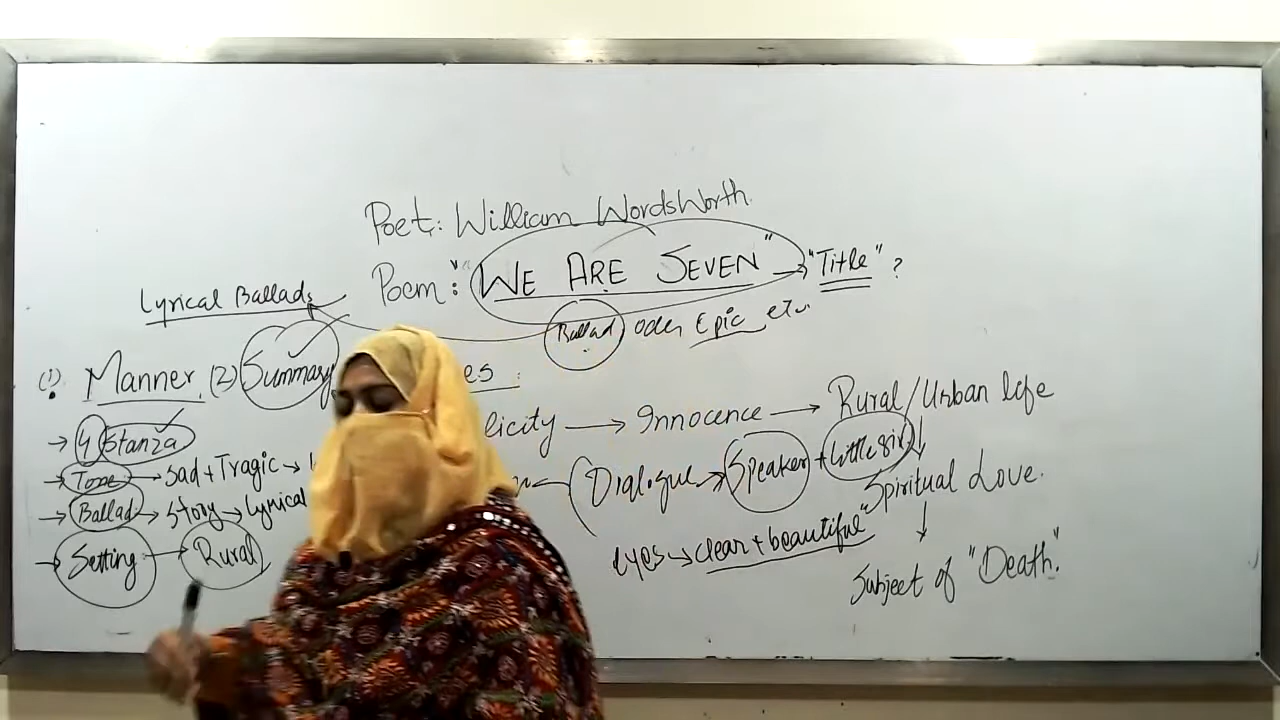 Poet: William WordsWorth.
Poem: "WE ARE SEVEN" → "Title" ?
Lyrical Ballads
Ballad Odes Epic etc.
(1) Manner (2) Summary es :
→ 4 Stanza
licity → Innocence → Rural/Urban life
→ Tone → Sad + Tragic →
Dialogue → Speaker + Little girl
Spiritual Love.
→ Ballad → Story → Lyrical
eyes → clear + beautiful"
→ Setting → Rural
Subject of "Death."